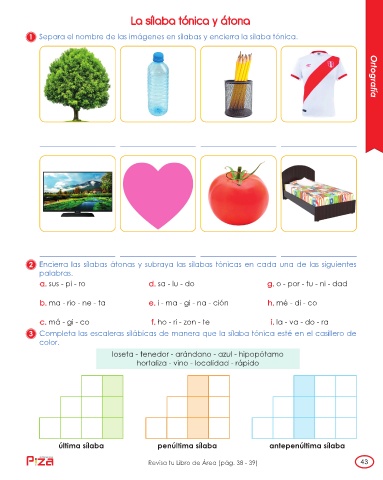 La sílaba tónica y átona
1 Separa el nombre de las imágenes en sílabas y encierra la sílaba tónica.
Ortografía
2 Encierra las sílabas átonas y subraya las sílabas tónicas en cada una de las siguientes
palabras.
a. sus - pi - ro
d. sa - lu - do
g. o - por - tu - ni - dad
b. ma - rio - ne - ta
e. i - ma - gi - na - ción
h. mé - di - co
c. má - gi - co
f. ho - ri - zon - te
i. la - va - do - ra
3 Completa las escaleras silábicas de manera que la sílaba tónica esté en el casillero de
color.
loseta - tenedor - arándano - azul - hipopótamo
hortaliza - vino - localidad - rápido
última sílaba
penúltima sílaba
antepenúltima sílaba
Piza
Revisa tu Libro de Área (pág. 38 - 39)
43